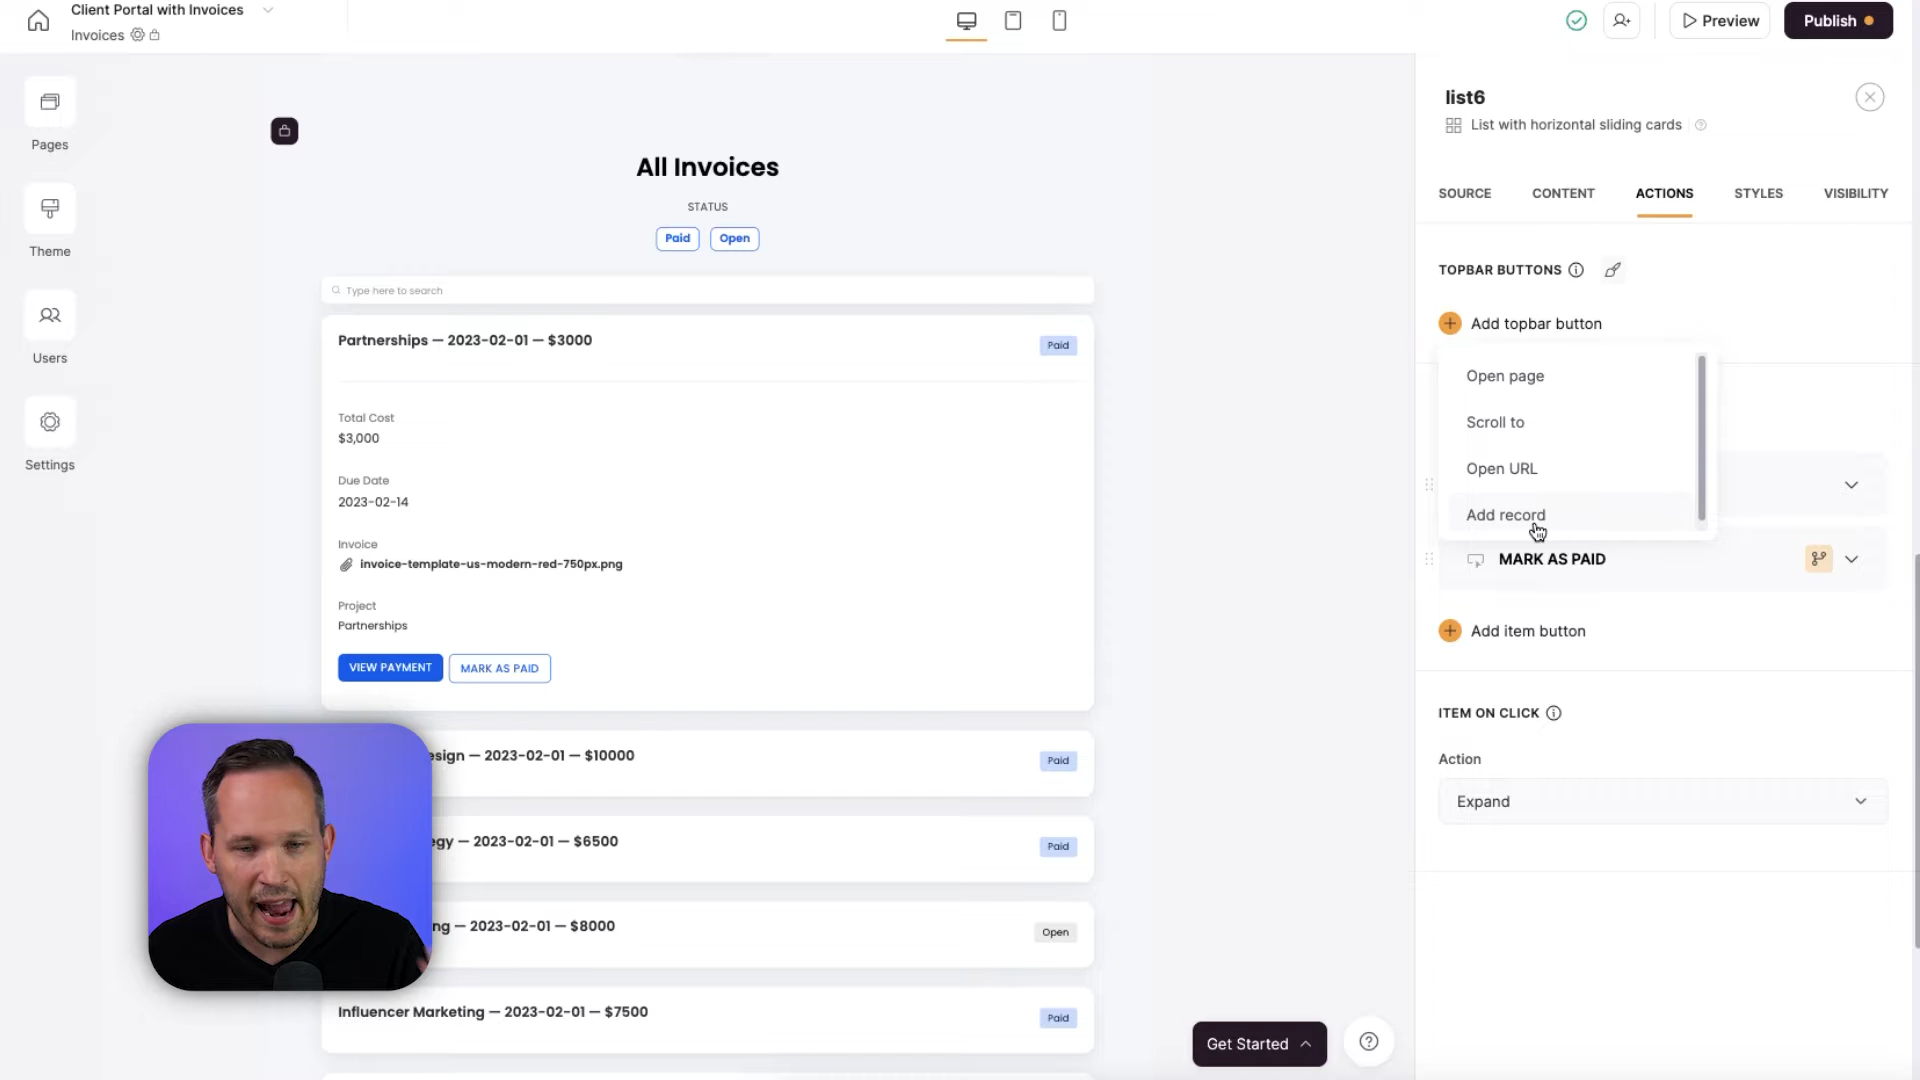 Client Portal with Invoices
Invoices
Preview
Publish
Pages
Theme
Users
Settings
All Invoices
STATUS
Paid
Open
Type here to search
Partnerships — 2023-02-01 — $3000
Paid
Total Cost
$3,000
Due Date
2023-02-14
Invoice
invoice-template-us-modern-red-750px.png
Project
Partnerships
VIEW PAYMENT
MARK AS PAID
esign — 2023-02-01 — $10000
Paid
egy — 2023-02-01 — $6500
Paid
ng — 2023-02-01 — $8000
Open
Influencer Marketing — 2023-02-01 — $7500
Paid
Get Started
list6
List with horizontal sliding cards
SOURCE
CONTENT
ACTIONS
STYLES
VISIBILITY
TOPBAR BUTTONS
Add topbar button
Open page
Scroll to
Open URL
Add record
MARK AS PAID
Add item button
ITEM ON CLICK
Action
Expand